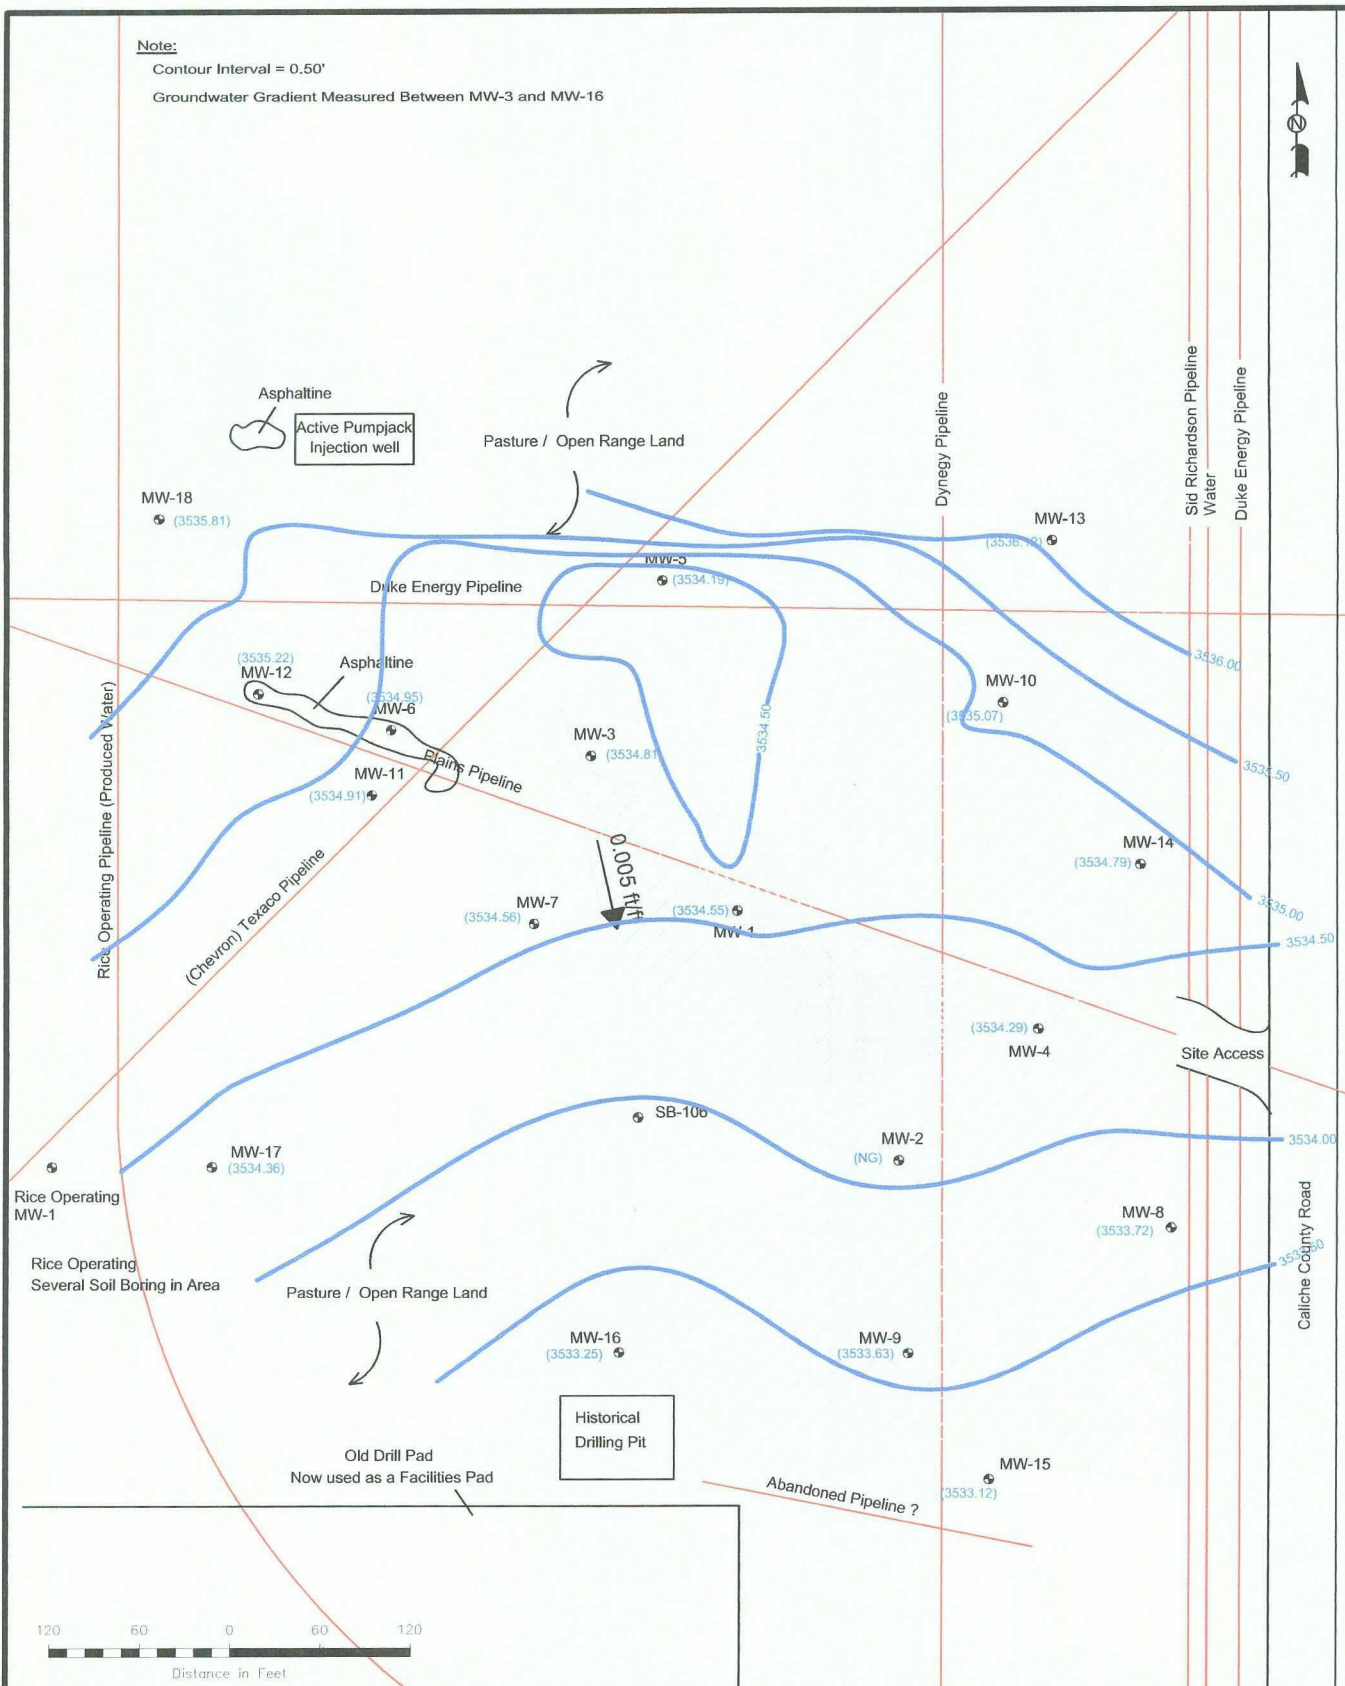 Note:
Contour Interval = 0.50'
Groundwater Gradient Measured Between MW-3 and MW-16
N
Asphaltine
Active Pumpjack
Injection well
Pasture / Open Range Land
Dynegy Pipeline
Sid Richardson Pipeline
Water
Duke Energy Pipeline
MW-18
(3535.81)
MW-13
MW-5
(3534.19)
Duke Energy Pipeline
3536.00
(3535.22)
MW-12
Asphaltine
(3534.95)
MW-6
MW-10
(3535.07)
Rice Operating Pipeline (Produced Water)
MW-3
(3534.81
3534.50
Plains Pipeline
3535.50
MW-11
(3534.91)
0.005 ft/ft
MW-14
(3534.79)
(Chevron) Texaco Pipeline
MW-7
(3534.56)
(3534.55)
MW-1
3535.00
3534.50
(3534.29)
MW-4
Site Access
SB-106
MW-2
(NG)
3534.00
MW-17
(3534.36)
Rice Operating
MW-1
MW-8
(3533.72)
3533.50
Caliche County Road
Rice Operating
Several Soil Boring in Area
Pasture / Open Range Land
MW-16
(3533.25)
MW-9
(3533.63)
Historical
Drilling Pit
Old Drill Pad
Now used as a Facilities Pad
MW-15
(3533.12)
Abandoned Pipeline ?
120 60 0 60 120
Distance in Feet